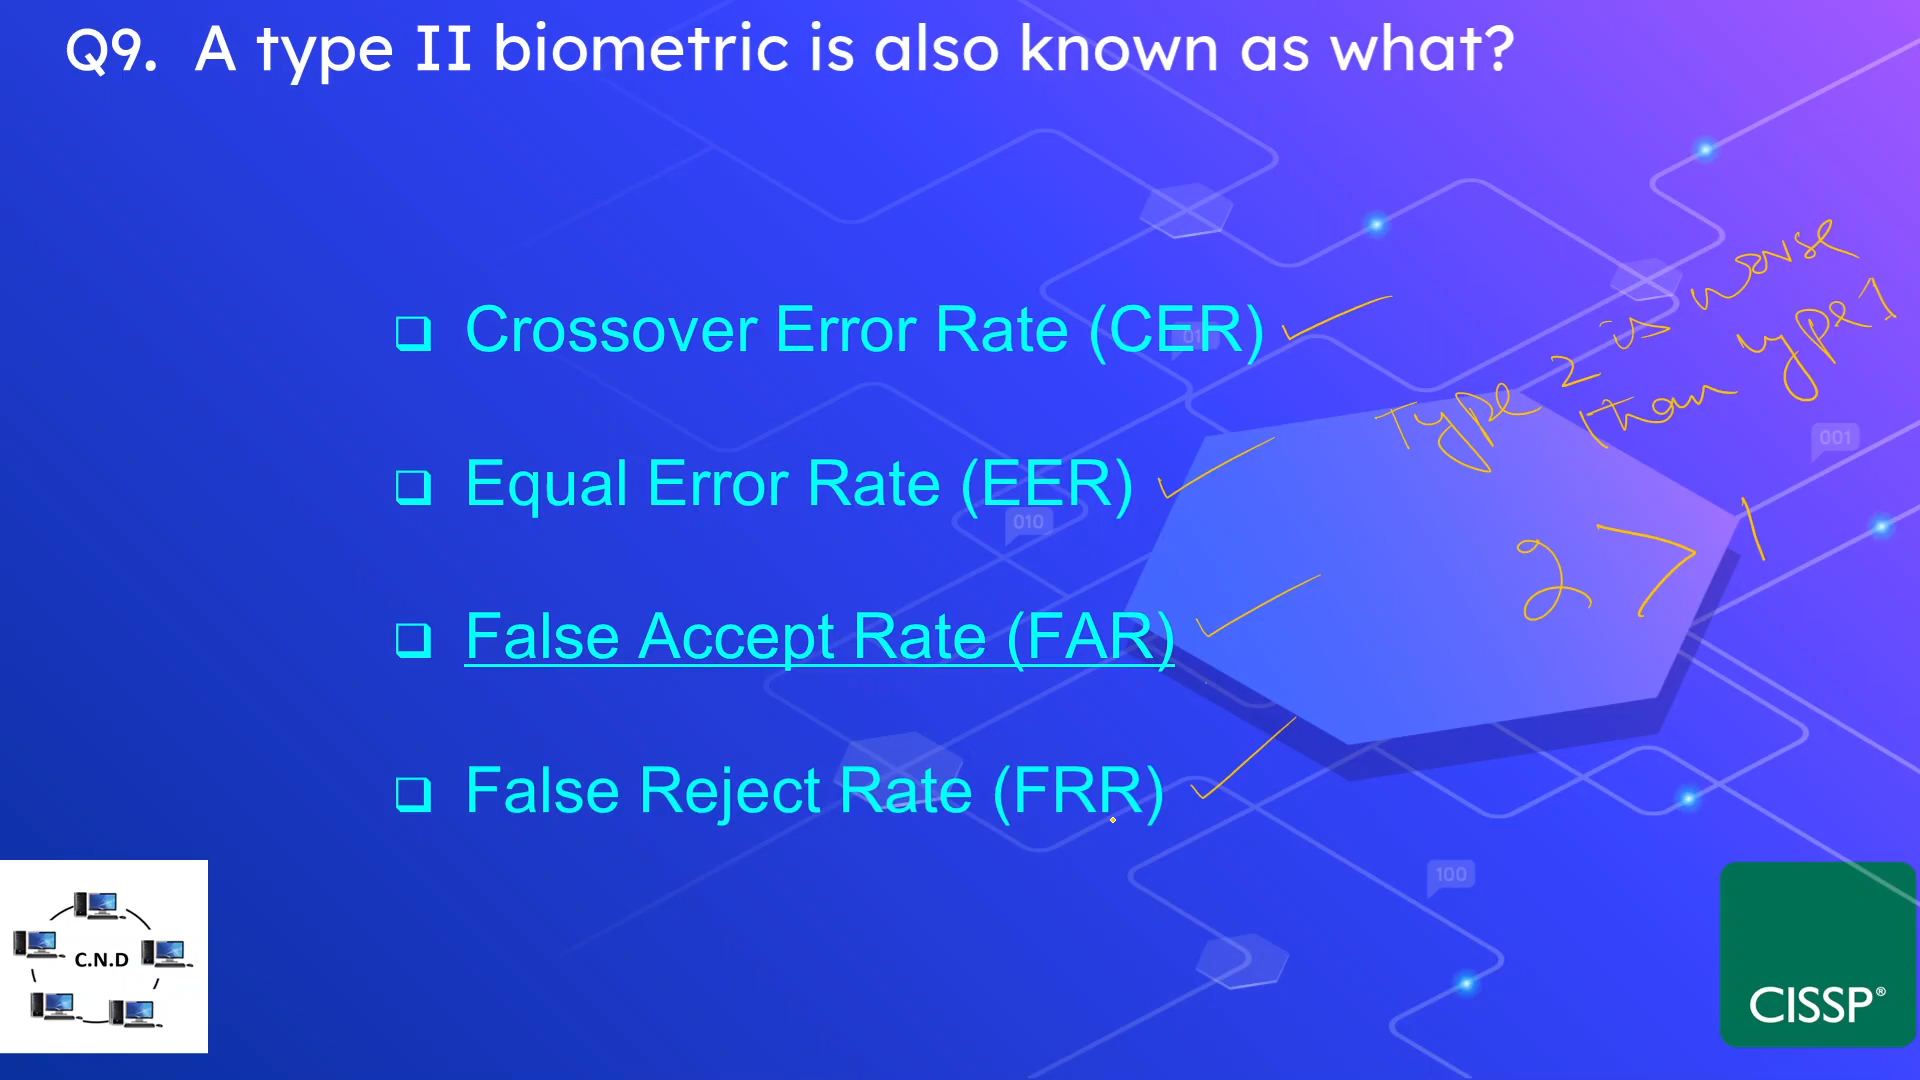 Q9. A type II biometric is also known as what?
❑ Crossover Error Rate (CER)
❑ Equal Error Rate (EER)
❑ False Accept Rate (FAR)
❑ False Reject Rate (FRR)
Type 2 is worse
than type 1
2 > 1
01
010
001
100
C.N.D
CISSP®